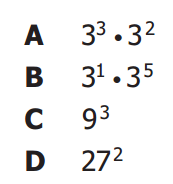 A 3³ • 3²
B 3¹ • 3⁵
C 9³
D 27²